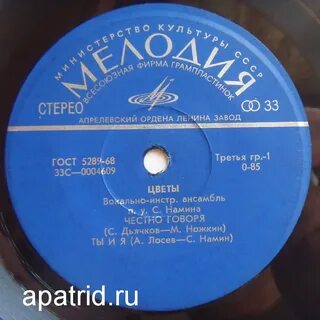 МИНИСТЕРСТВО КУЛЬТУРЫ СССР
МЕЛОДИЯ
ВСЕСОЮЗНАЯ ФИРМА ГРАМПЛАСТИНОК
СТЕРЕО
33
АПРЕЛЕВСКИЙ ОРДЕНА ЛЕНИНА ЗАВОД
ГОСТ 5289-68
33С—0004609
Третья гр.-1
0-85
ЦВЕТЫ
Вокально-инстр. ансамбль
п. у. С. Намина
ЧЕСТНО ГОВОРЯ
(С. Дьячков—М. Ножкин)
ТЫ И Я (А. Лосев—С. Намин)
apatrid.ru